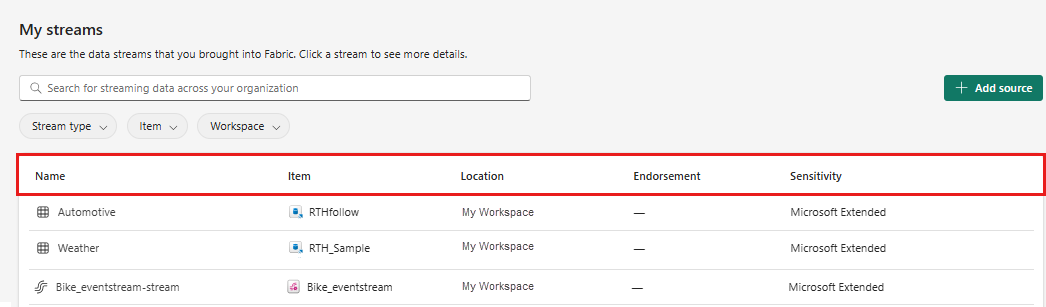 My streams
These are the data streams that you brought into Fabric. Click a stream to see more details.
Search for streaming data across your organization
Add source
Stream type Item Workspace
Name Item Location Endorsement Sensitivity
Automotive RTHfollow My Workspace — Microsoft Extended
Weather RTH_Sample My Workspace — Microsoft Extended
Bike_eventstream-stream Bike_eventstream My Workspace — Microsoft Extended